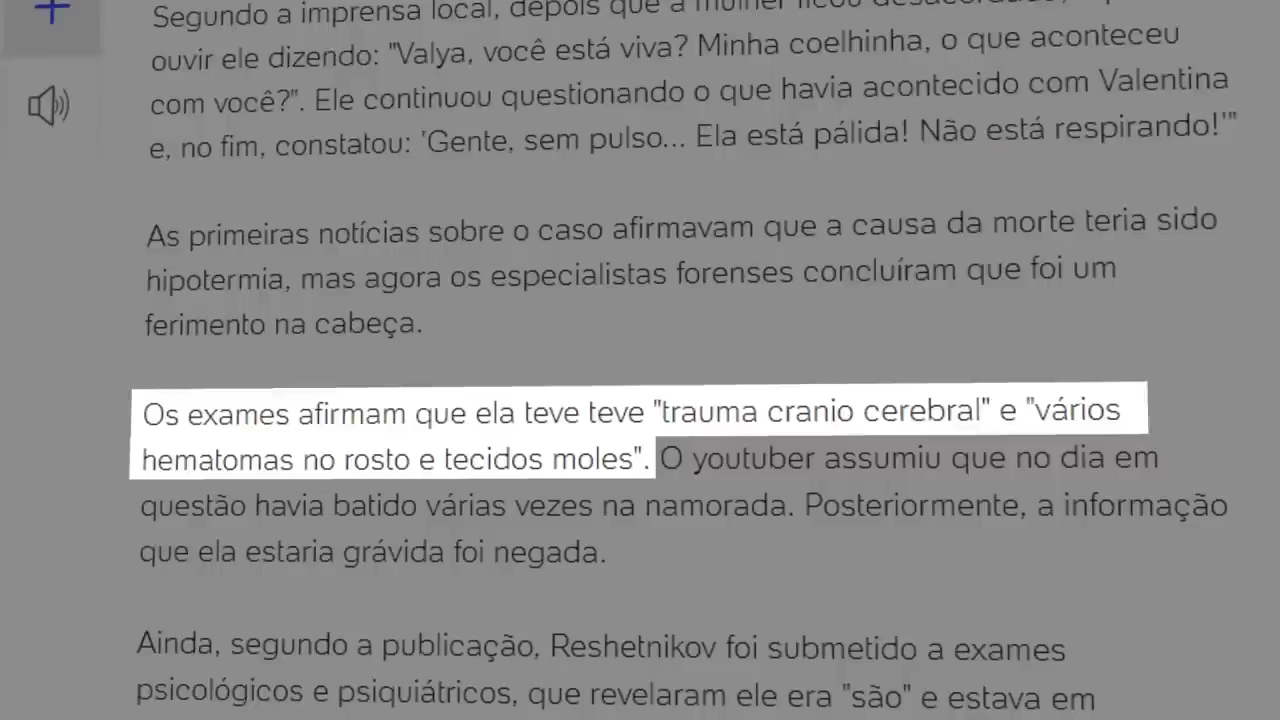 Segundo a imprensa local, depois que a mulher ficou
ouvir ele dizendo: "Valya, você está viva? Minha coelhinha, o que aconteceu
com você?". Ele continuou questionando o que havia acontecido com Valentina
e, no fim, constatou: 'Gente, sem pulso... Ela está pálida! Não está respirando!'"
As primeiras notícias sobre o caso afirmavam que a causa da morte teria sido
hipotermia, mas agora os especialistas forenses concluíram que foi um
ferimento na cabeça.
Os exames afirmam que ela teve teve "trauma cranio cerebral" e "vários
hematomas no rosto e tecidos moles". O youtuber assumiu que no dia em
questão havia batido várias vezes na namorada. Posteriormente, a informação
que ela estaria grávida foi negada.
Ainda, segundo a publicação, Reshetnikov foi submetido a exames
psicológicos e psiquiátricos, que revelaram ele era "são" e estava em